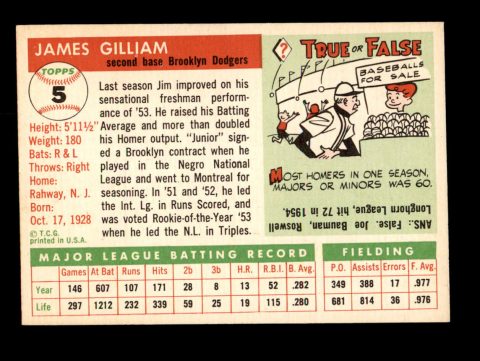 JAMES GILLIAM
second base Brooklyn Dodgers
TOPPS
5
Height: 5'11½"
Weight: 180
Bats: R & L
Throws: Right
Home:
Rahway, N. J.
Born:
Oct. 17, 1928
© T.C.G.
printed in U.S.A.
Last season Jim improved on his
sensational freshman perform-
ance of '53. He raised his Batting
Average and more than doubled
his Homer output. "Junior" sign-
ed a Brooklyn contract when he
played in the Negro National
League and went to Montreal for
seasoning. In '51 and '52, he led
the Int. Lg. in Runs Scored, and
was voted Rookie-of-the-Year '53
when he led the N.L. in Triples.
?
TRUE OR FALSE
BASEBALLS
FOR SALE
MOST HOMERS IN ONE SEASON,
MAJORS OR MINORS WAS 60.
ANS.: False. Joe Bauman, Roswell
Longhorn League, hit 72 in 1954.
MAJOR LEAGUE BATTING RECORD
Games At Bat Runs Hits 2b 3b H.R. R.B.I. B. Avg.
Year 146 607 107 171 28 8 13 52 .282
Life 297 1212 232 339 59 25 19 115 .280
FIELDING
P.O. Assists Errors F. Avg.
349 388 17 .977
681 814 36 .976